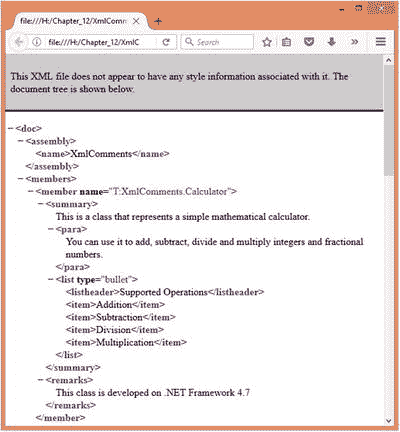 file:///H:/Ch...r_12/XmlComments/
file:///H:/Chapter_12/XmlC
Search
This XML file does not appear to have any style information associated with it. The
document tree is shown below.
−<doc>
−<assembly>
<name>XmlComments</name>
</assembly>
−<members>
−<member name="T:XmlComments.Calculator">
−<summary>
This is a class that represents a simple mathematical calculator.
−<para>
You can use it to add, subtract, divide and multiply integers and fractional
numbers.
</para>
−<list type="bullet">
<listheader>Supported Operations</listheader>
<item>Addition</item>
<item>Subtraction</item>
<item>Division</item>
<item>Multiplication</item>
</list>
</summary>
−<remarks>
This class is developed on .NET Framework 4.7
</remarks>
</member>